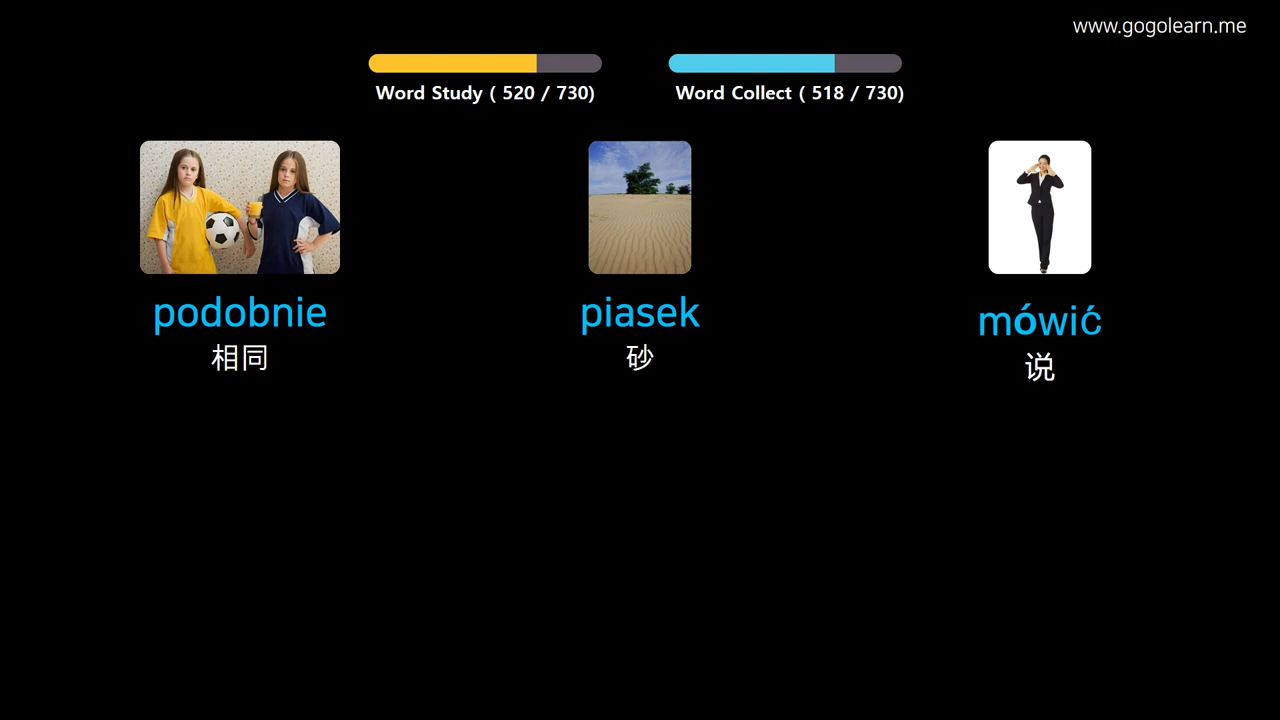 www.gogolearn.me
Word Study ( 520 / 730)
Word Collect ( 518 / 730)
podobnie
相同
piasek
砂
mówić
说